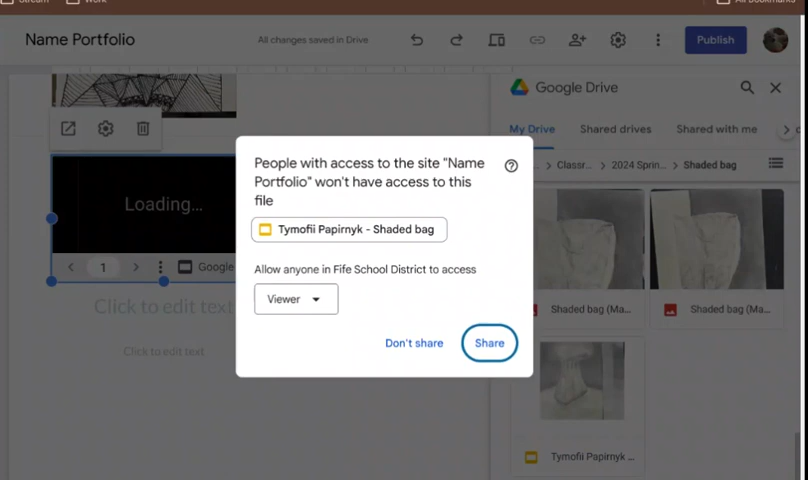 Stream
Work
All Bookmarks
Name Portfolio
All changes saved in Drive
Publish
Google Drive
My Drive
Shared drives
Shared with me
Classr...
2024 Sprin...
Shaded bag
Loading...
1
Google
Click to edit text
Click to edit text
People with access to the site "Name
Portfolio" won't have access to this
file
Tymofii Papirnyk - Shaded bag
Allow anyone in Fife School District to access
Viewer
Don't share
Share
Shaded bag (Ma...
Shaded bag (Ma...
Tymofii Papirnyk ...